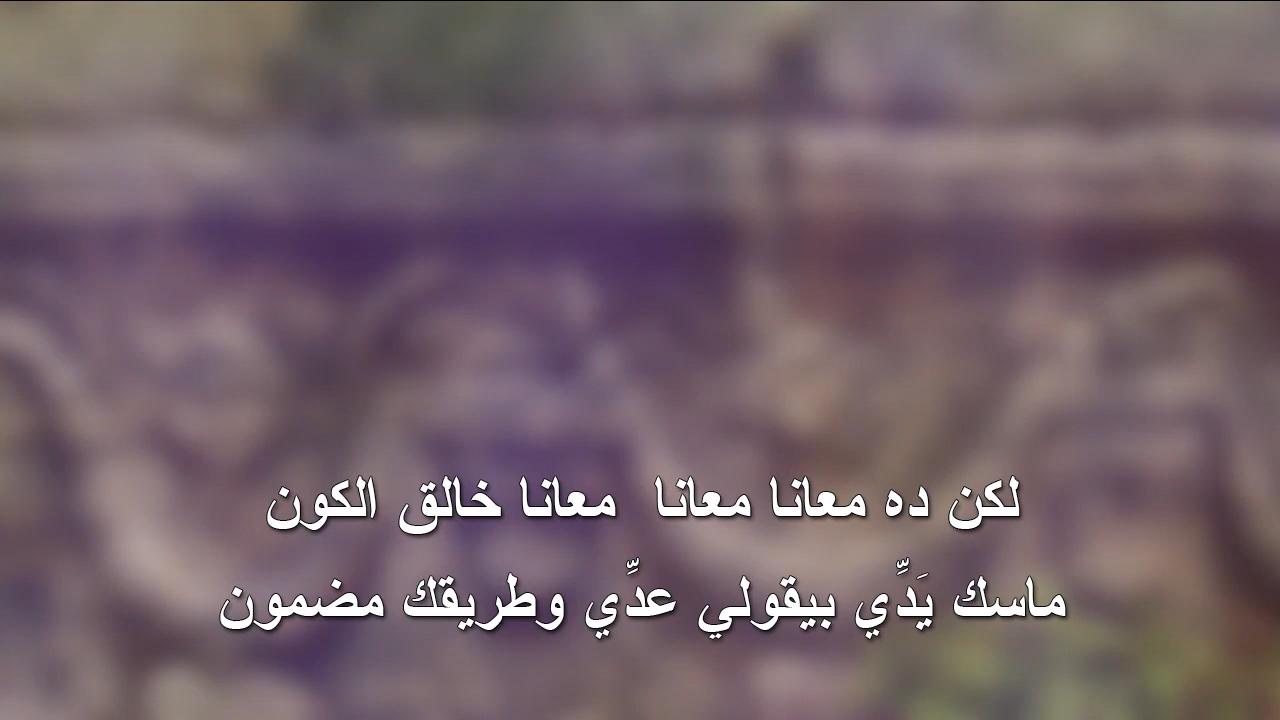 لكن ده معانا معانا معانا خالق الكون
ماسك يَدِّي بيقولي عدِّي وطريقك مضمون